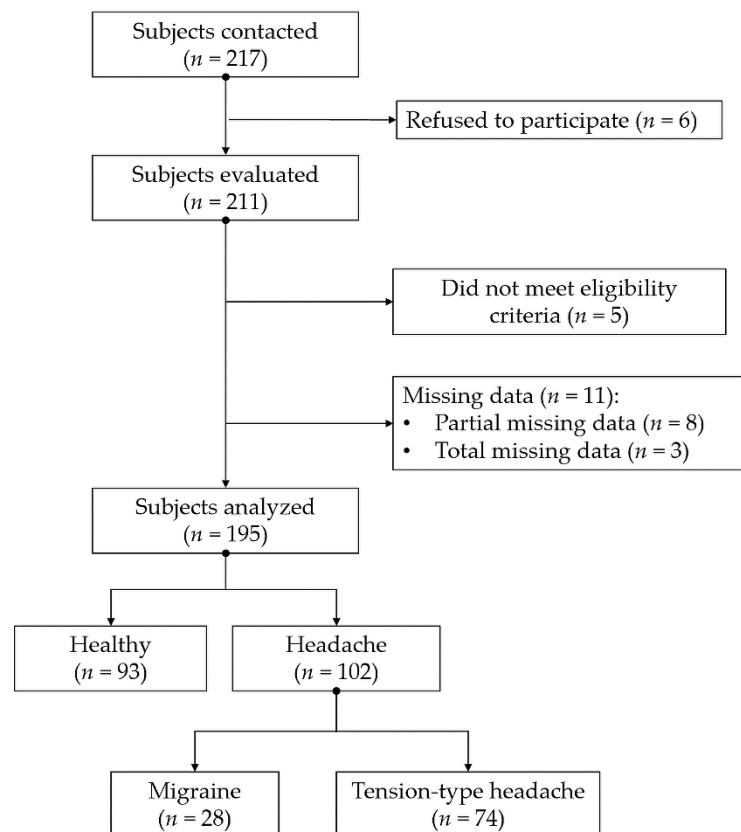 Subjects contacted
(n = 217)
Refused to participate (n = 6)
Subjects evaluated
(n = 211)
Did not meet eligibility
criteria (n = 5)
Missing data (n = 11):
• Partial missing data (n = 8)
• Total missing data (n = 3)
Subjects analyzed
(n = 195)
Healthy
(n = 93)
Headache
(n = 102)
Migraine
(n = 28)
Tension-type headache
(n = 74)